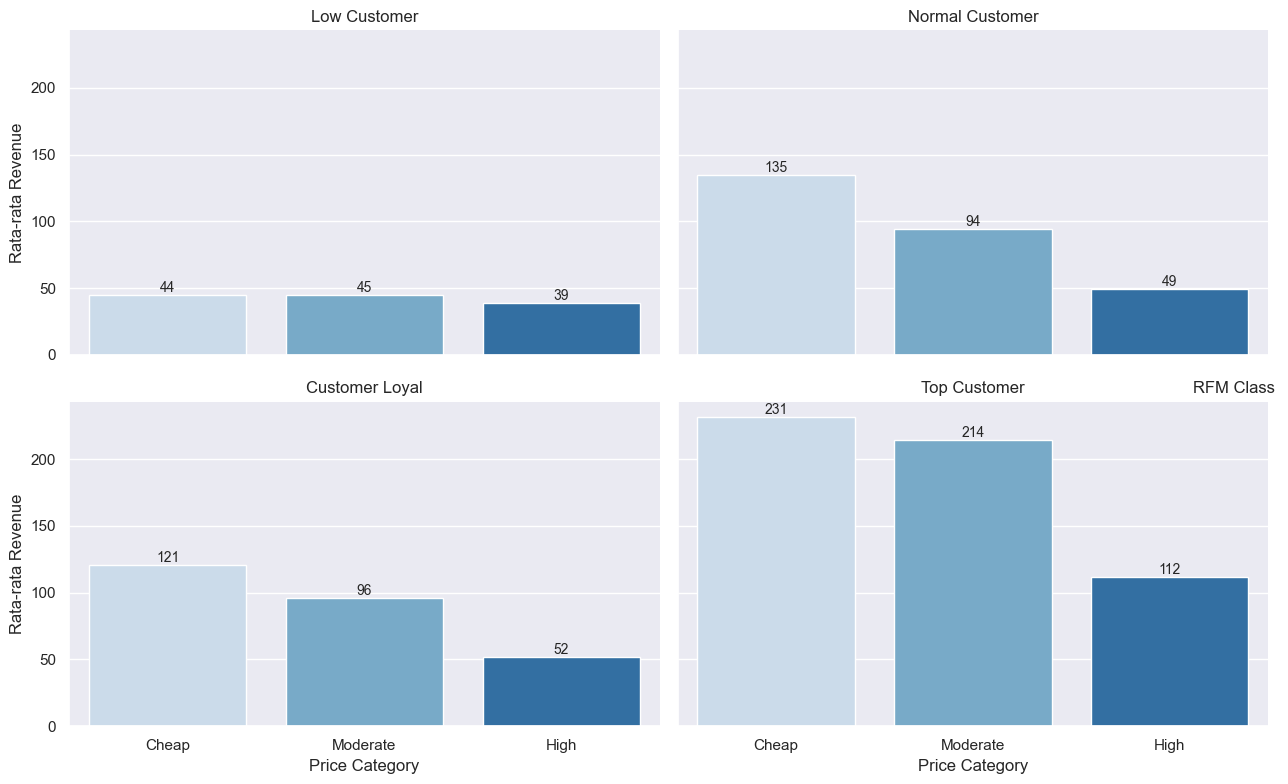 Low Customer
Normal Customer
Rata-rata Revenue
200
150
100
50
0
44
45
39
135
94
49
Customer Loyal
Top Customer
RFM Class
Rata-rata Revenue
200
150
100
50
0
121
96
52
231
214
112
Cheap
Moderate
High
Cheap
Moderate
High
Price Category
Price Category